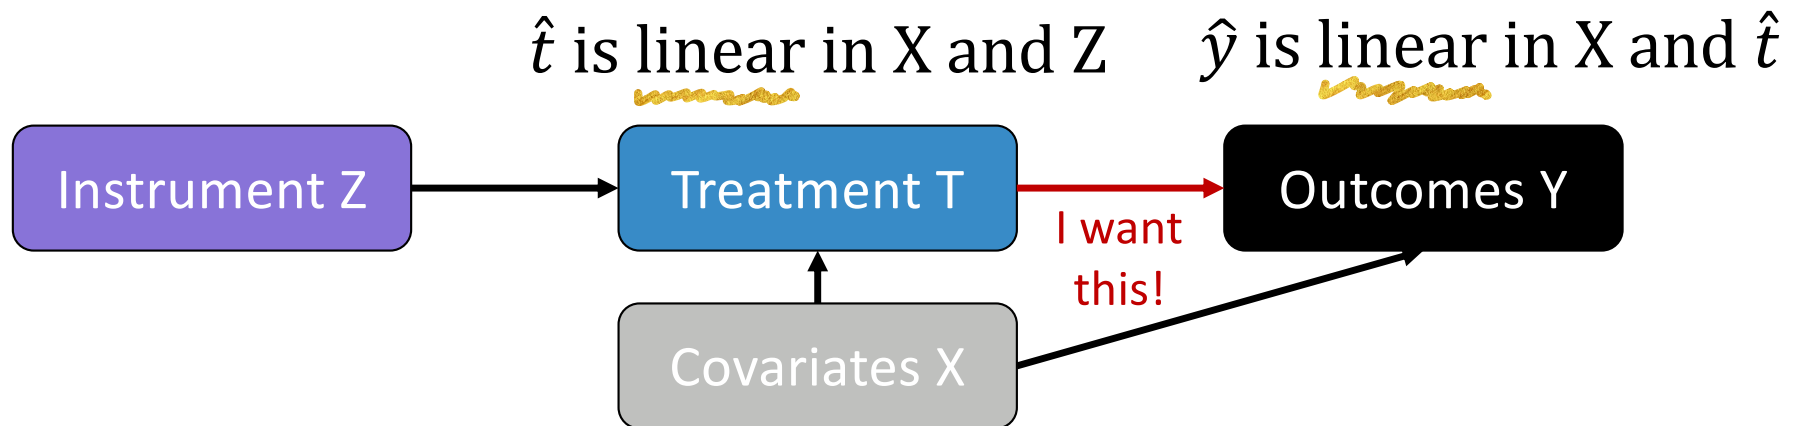 t̂ is linear in X and Z
ŷ is linear in X and t̂
Instrument Z
Treatment T
Outcomes Y
I want
this!
Covariates X